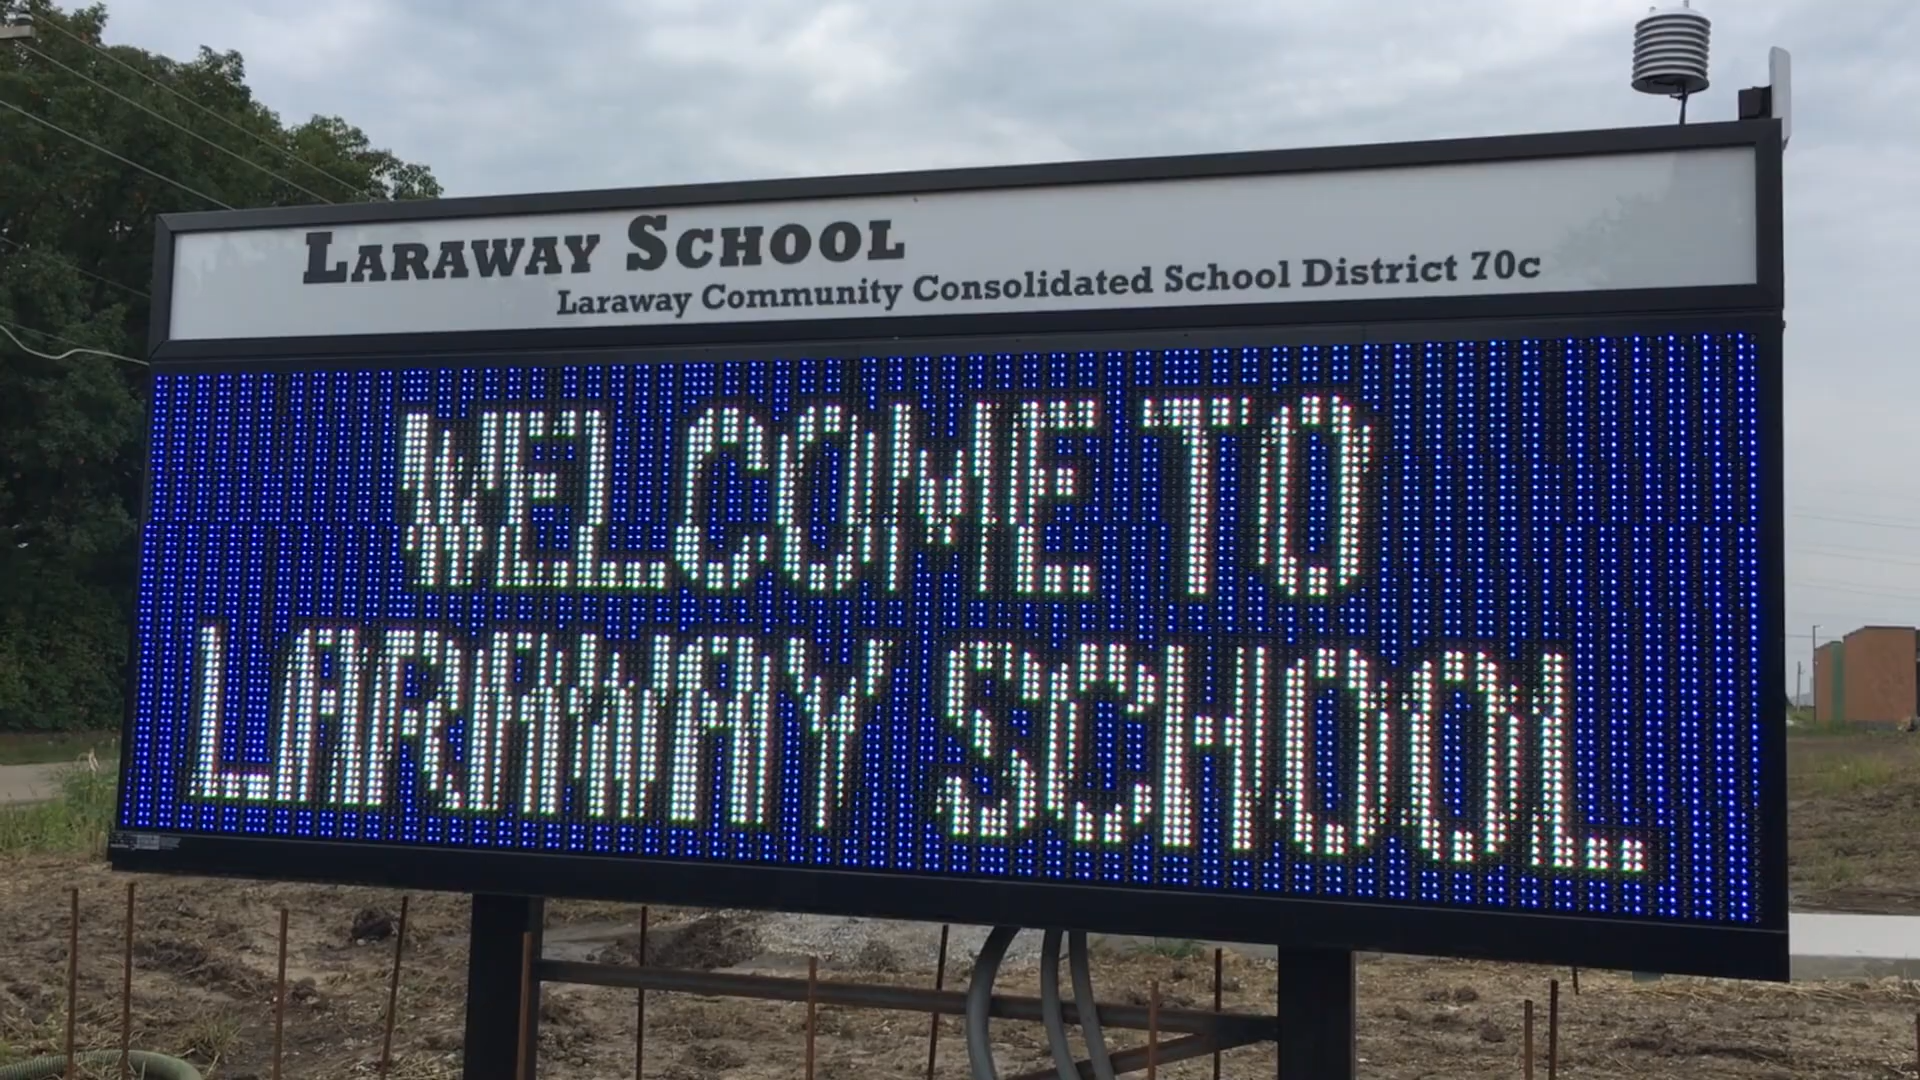 LARAWAY SCHOOL
Laraway Community Consolidated School District 70c
WELCOME TO
LARAWAY SCHOOL